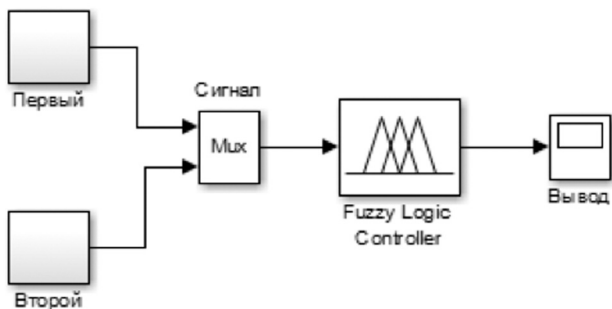 Первый
Сигнал
Mux
Fuzzy Logic
Controller
Вывод
Второй